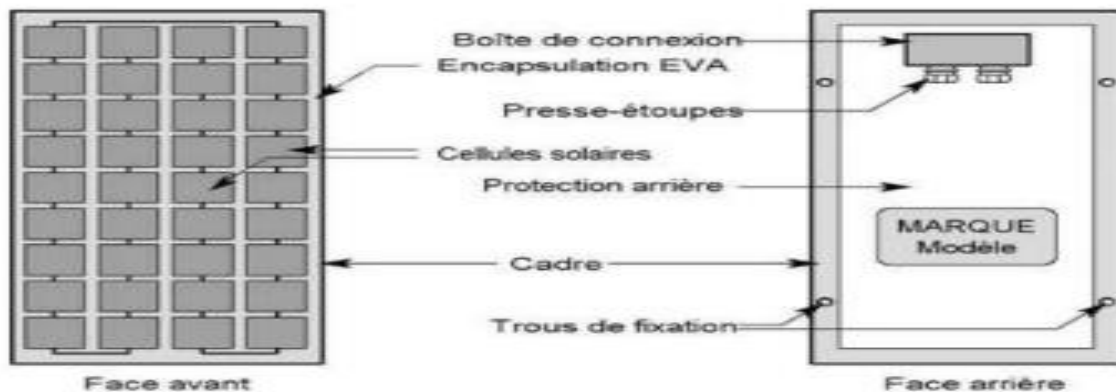 Boîte de connexion
Encapsulation EVA
Presse-étoupes
Cellules solaires
Protection arrière
MARQUE
Modèle
Cadre
Trous de fixation
Face avant
Face arrière